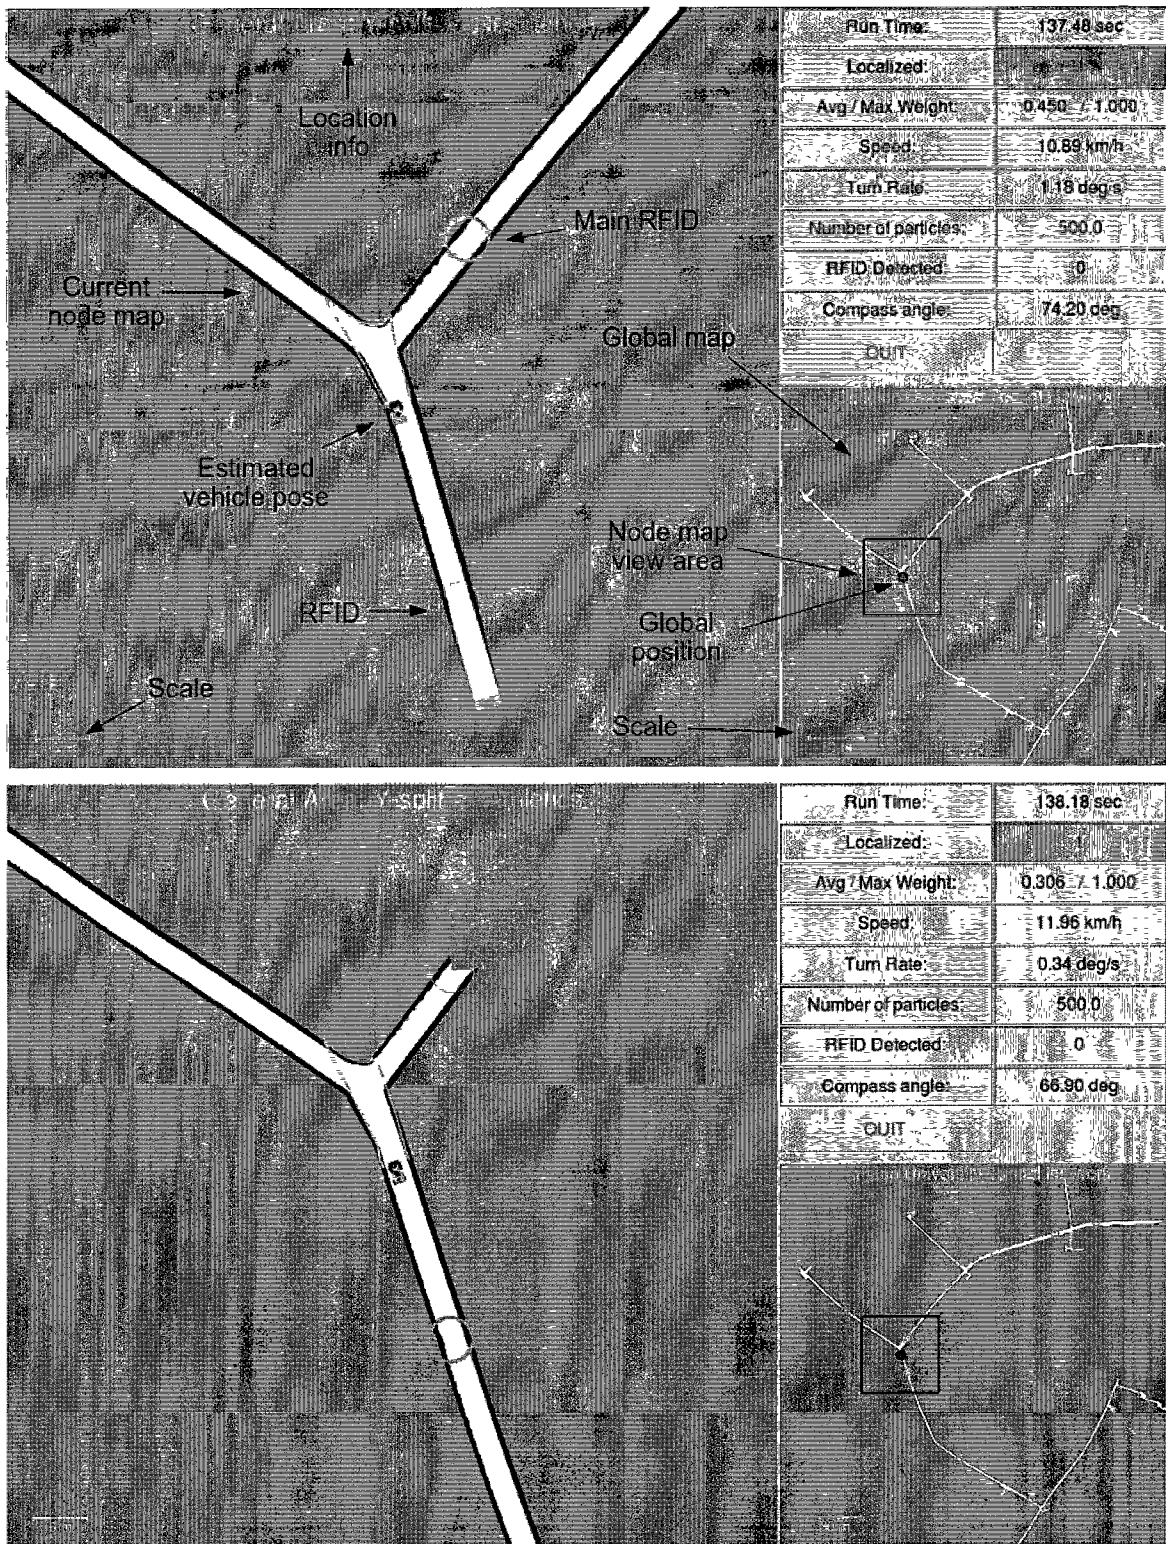 Run Time: 137.48 sec
Localized:
Avg / Max Weight: 0.450 / 1.000
Speed: 10.89 km/h
Turn Rate: 1.18 deg/s
Number of particles: 500.0
RFID Detected: 0
Compass angle: 74.20 deg
QUIT
Location
info
Main RFID
Current
node map
Global map
Estimated
vehicle pose
Node map
view area
RFID
Global
position
Scale
Scale
Y-split
Run Time: 138.18 sec
Localized: 1
Avg / Max Weight: 0.306 / 1.000
Speed: 11.96 km/h
Turn Rate: 0.34 deg/s
Number of particles: 500.0
RFID Detected: 0
Compass angle: 66.90 deg
QUIT